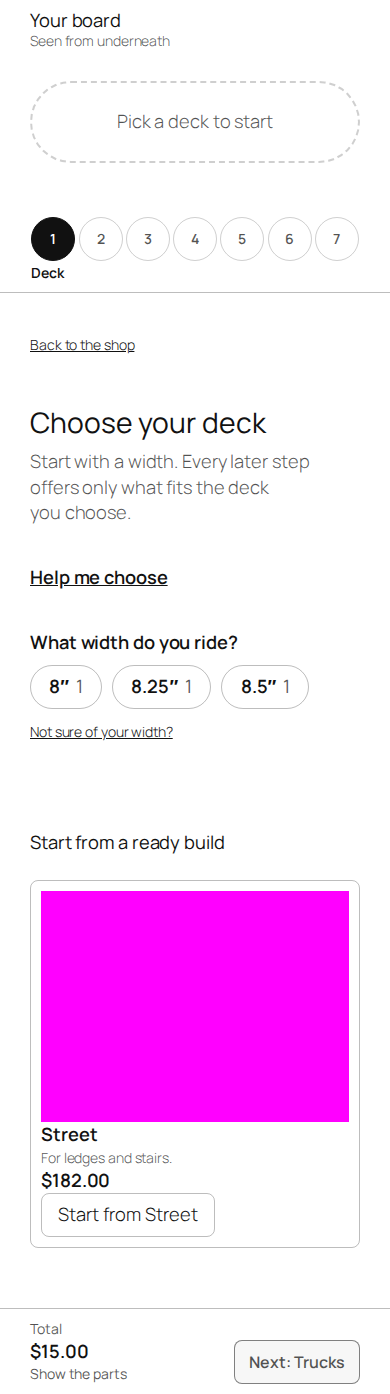 Your board
Seen from underneath
Pick a deck to start
1 2 3 4 5 6 7
Deck
Back to the shop
Choose your deck
Start with a width. Every later step
offers only what fits the deck
you choose.
Help me choose
What width do you ride?
8″ 1 8.25″ 1 8.5″ 1
Not sure of your width?
Start from a ready build
Street
For ledges and stairs.
$182.00
Start from Street
Total
$15.00
Show the parts
Next: Trucks